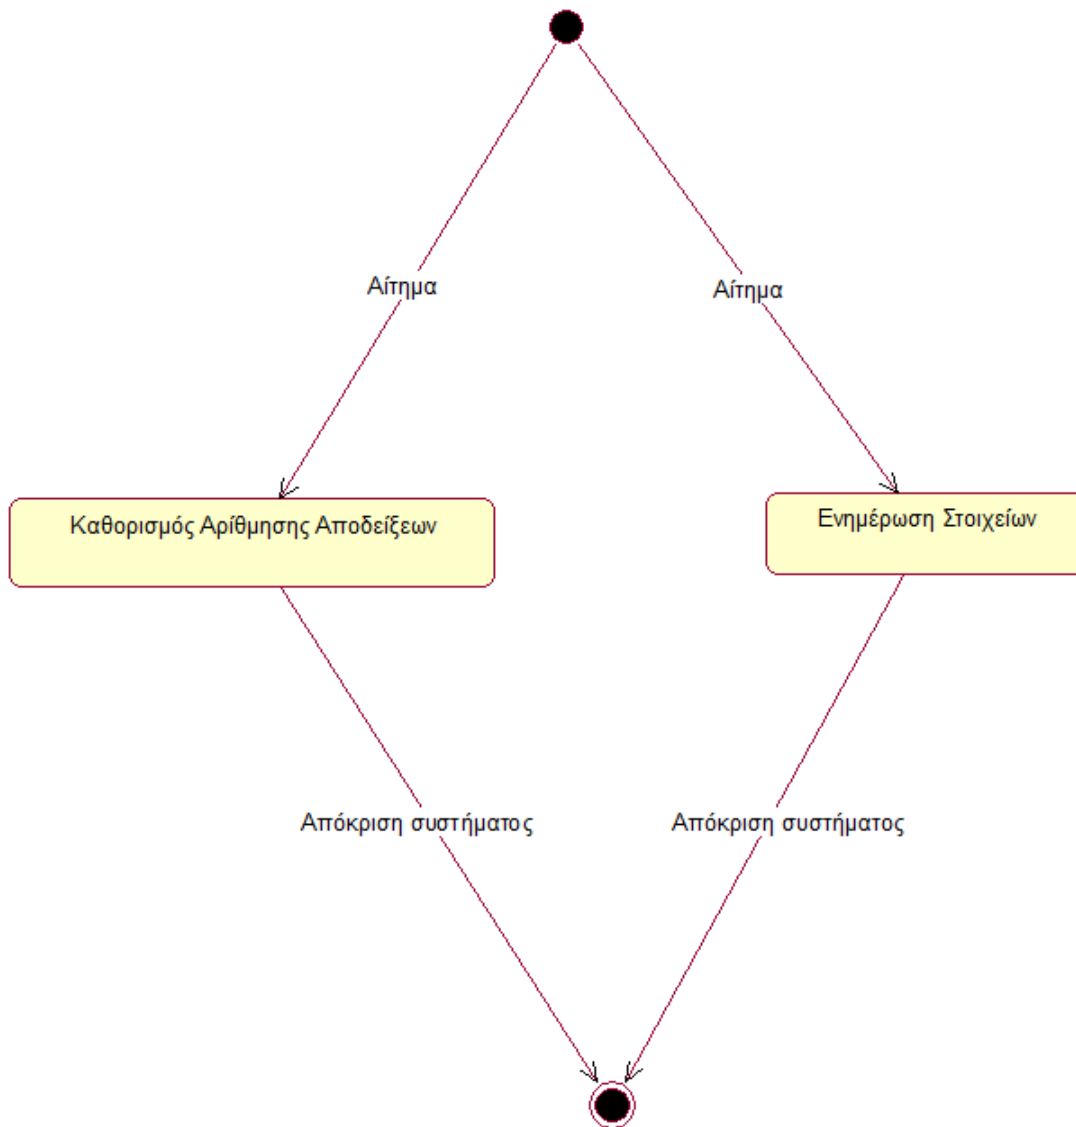 Αίτημα
Αίτημα
Καθορισμός Αρίθμησης Αποδείξεων
Ενημέρωση Στοιχείων
Απόκριση συστήματος
Απόκριση συστήματος